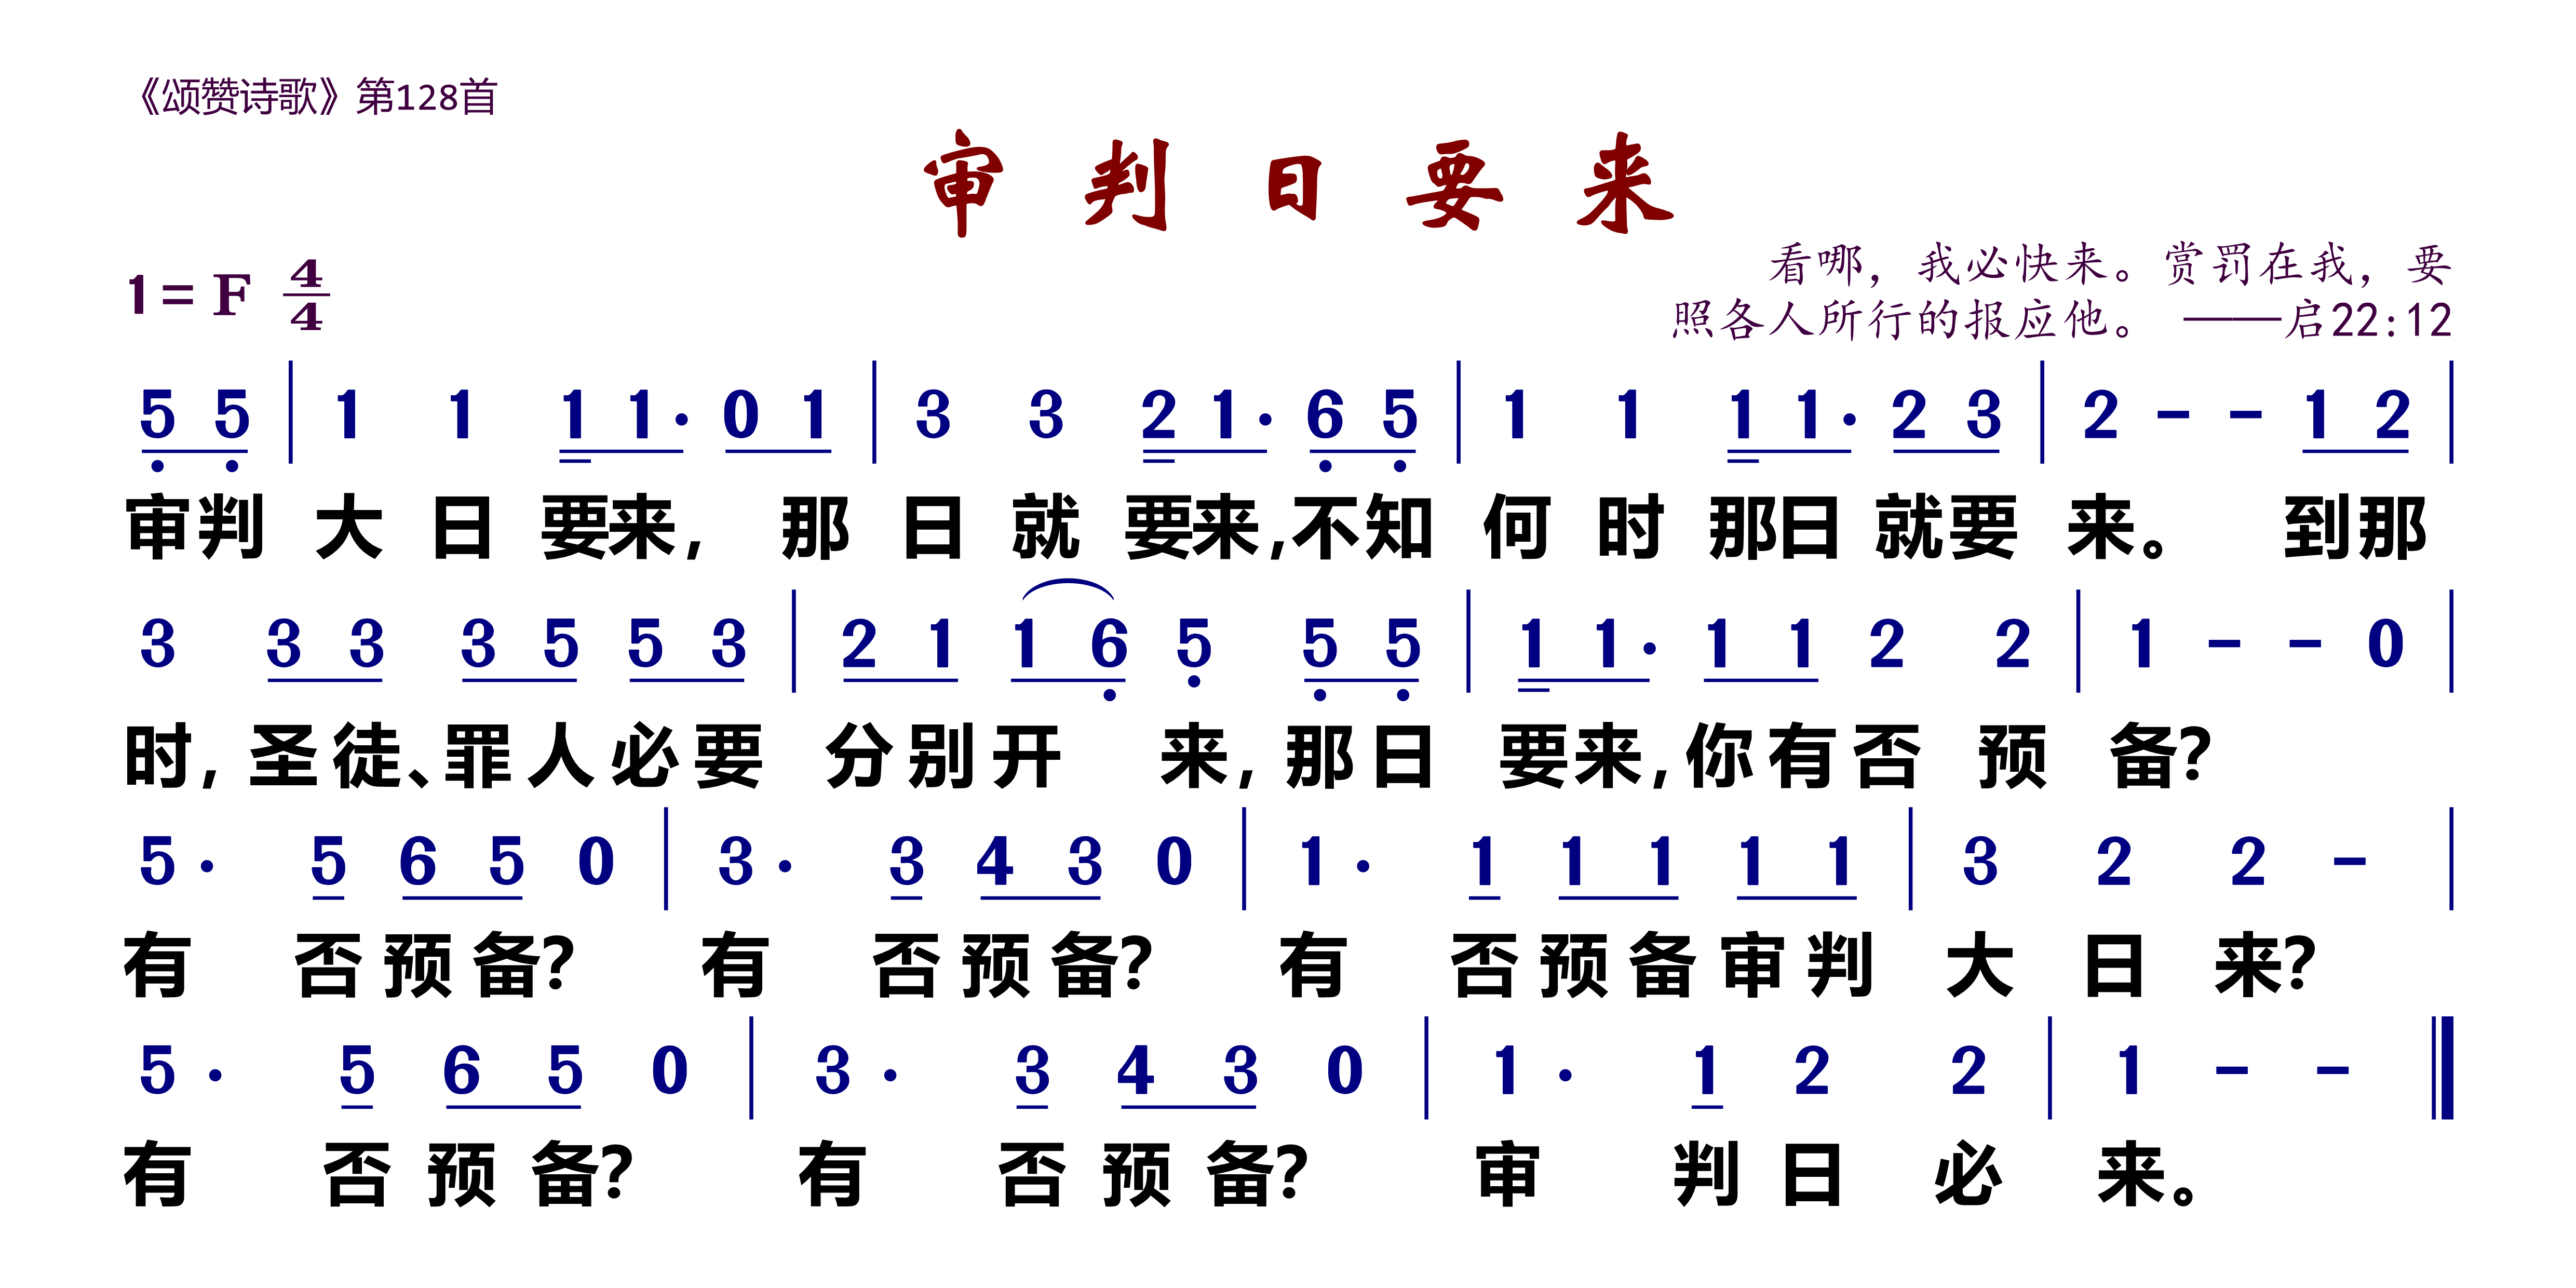 《颂赞诗歌》第128首
审判日要来
1=F 4/4
看哪，我必快来。赏罚在我，要
照各人所行的报应他。 ——启22:12
5 5 | 1 1 1 1· 0 1 | 3 3 2 1· 6 5 | 1 1 1 1· 2 3 | 2 - - 1 2 |
审判大日要来，那日就要来，不知何时那日就要来。到那
3 3 3 3 5 5 3 | 2 1 1 6 5 5 5 | 1 1· 1 1 2 2 | 1 - - 0 |
时，圣徒、罪人必要分别开来，那日要来，你有否预备？
5· 5 6 5 0 | 3· 3 4 3 0 | 1· 1 1 1 1 1 | 3 2 2 - |
有否预备？有否预备？有否预备审判大日来？
5· 5 6 5 0 | 3· 3 4 3 0 | 1· 1 2 2 | 1 - - ‖
有否预备？有否预备？审判日必来。